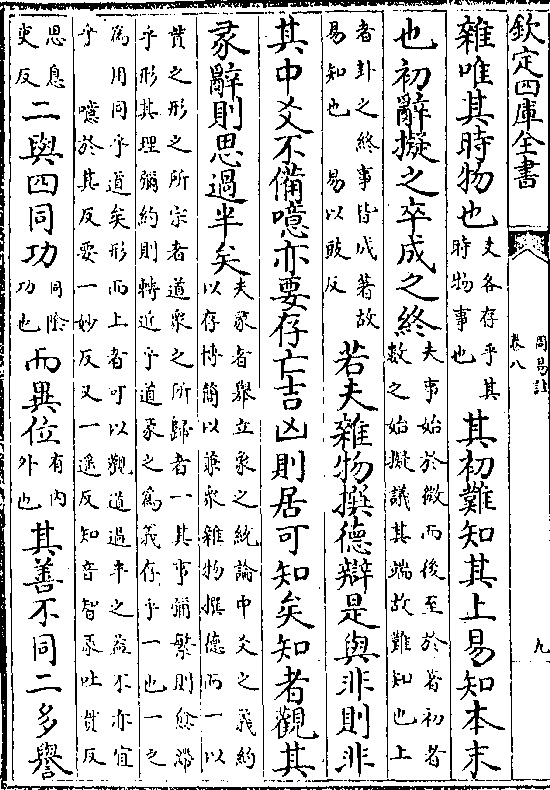 欽定四庫全書
周易註
卷八
九
雜唯其時物也爻各存乎其時物事也其初難知其上易知本末
也初辭擬之卒成之終夫事始於微而後至於著初者數之始擬議其端故難知也上
者卦之終事皆成著故易知也 易以豉反若夫雜物撰德辯是與非則非
其中爻不備噫亦要存亡吉凶則居可知矣知者觀其
彖辭則思過半矣夫彖者舉立象之統論中爻之義約以存博簡以兼衆雜物撰德而一以
貫之形之所宗者道衆之所歸者一其事彌繁則愈滯乎形其理彌約則轉近乎道彖之為義存乎一也一之
為用同乎道矣形而上者可以觀道過半之益不亦宜乎 噫於其反要一妙反又一遥反知音智彖吐貫反
思息吏反二與四同功同陰功也而異位有内外也其善不同二多譽